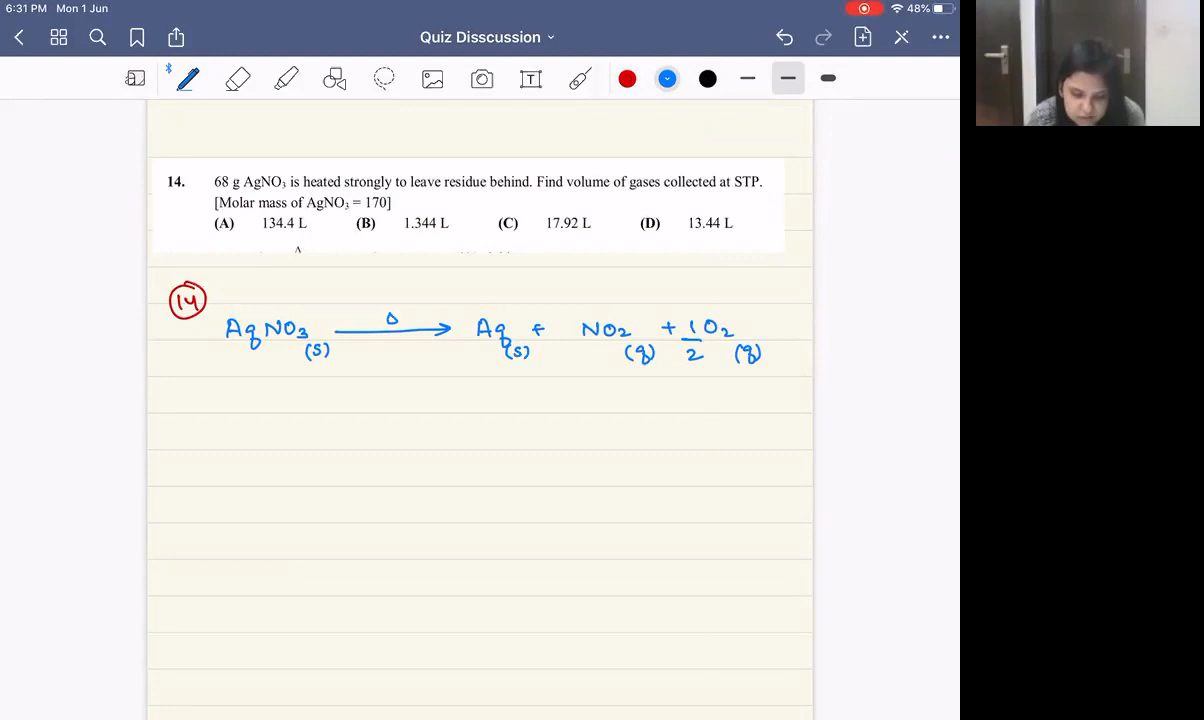 6:31 PM Mon 1 Jun
48%
Quiz Disscussion
T
14. 68 g AgNO₃ is heated strongly to leave residue behind. Find volume of gases collected at STP.
[Molar mass of AgNO₃ = 170]
(A) 134.4 L (B) 1.344 L (C) 17.92 L (D) 13.44 L
14
AgNO₃ (s) —Δ→ Ag (s) + NO₂ (g) + 1/2 O₂ (g)